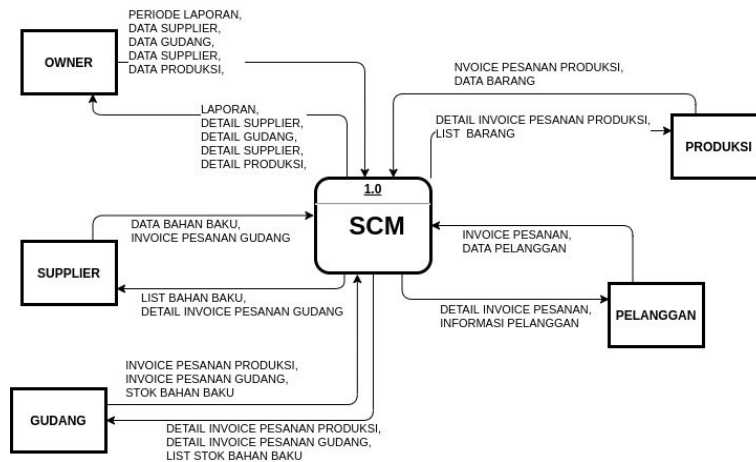 PERIODE LAPORAN,
DATA SUPPLIER,
DATA GUDANG,
DATA SUPPLIER,
DATA PRODUKSI,
OWNER
NVOICE PESANAN PRODUKSI,
DATA BARANG
LAPORAN,
DETAIL SUPPLIER,
DETAIL GUDANG,
DETAIL SUPPLIER,
DETAIL PRODUKSI,
DETAIL INVOICE PESANAN PRODUKSI,
LIST BARANG
PRODUKSI
1.0
SCM
DATA BAHAN BAKU,
INVOICE PESANAN GUDANG
INVOICE PESANAN,
DATA PELANGGAN
SUPPLIER
LIST BAHAN BAKU,
DETAIL INVOICE PESANAN GUDANG
DETAIL INVOICE PESANAN,
INFORMASI PELANGGAN
PELANGGAN
INVOICE PESANAN PRODUKSI,
INVOICE PESANAN GUDANG,
STOK BAHAN BAKU
GUDANG
DETAIL INVOICE PESANAN PRODUKSI,
DETAIL INVOICE PESANAN GUDANG,
LIST STOK BAHAN BAKU